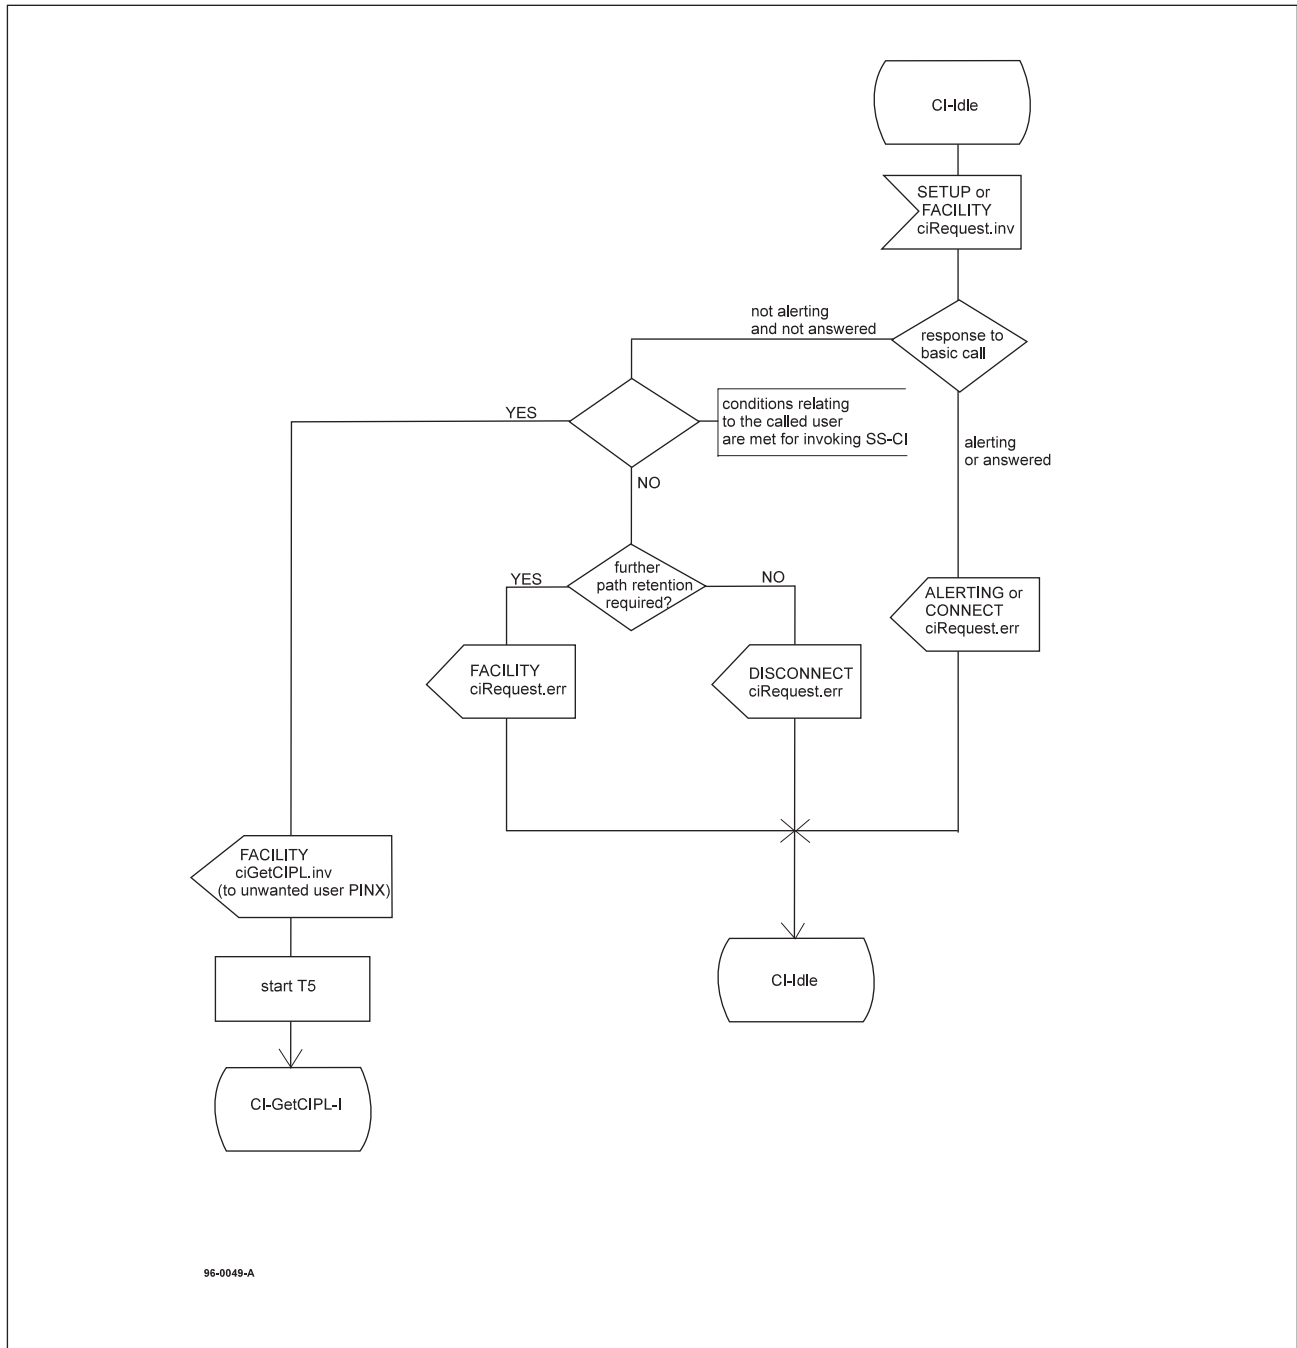 CI-Idle
SETUP or
FACILITY
ciRequest.inv
not alerting
and not answered
response to
basic call
YES
conditions relating
to the called user
are met for invoking SS-CI
alerting
or answered
NO
further
path retention
required?
YES
NO
ALERTING or
CONNECT
ciRequest.err
FACILITY
ciRequest.err
DISCONNECT
ciRequest.err
FACILITY
ciGetCIPL.inv
(to unwanted user PINX)
start T5
CI-Idle
CI-GetCIPL-I
96-0049-A